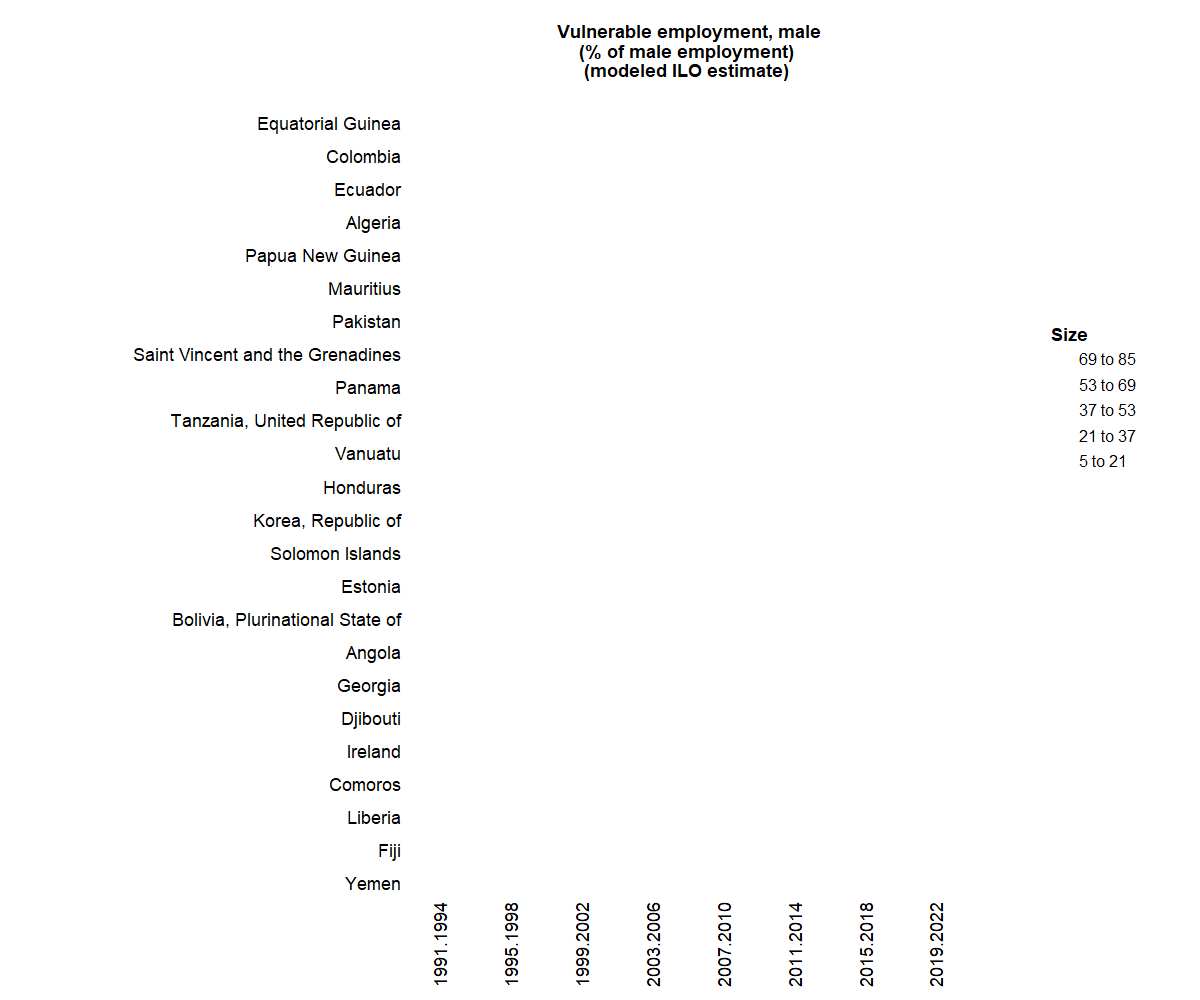 Vulnerable employment, male
(% of male employment)
(modeled ILO estimate)
Equatorial Guinea
Colombia
Ecuador
Algeria
Papua New Guinea
Mauritius
Pakistan
Saint Vincent and the Grenadines
Panama
Tanzania, United Republic of
Vanuatu
Honduras
Korea, Republic of
Solomon Islands
Estonia
Bolivia, Plurinational State of
Angola
Georgia
Djibouti
Ireland
Comoros
Liberia
Fiji
Yemen
1991.1994
1995.1998
1999.2002
2003.2006
2007.2010
2011.2014
2015.2018
2019.2022
Size
69 to 85
53 to 69
37 to 53
21 to 37
5 to 21